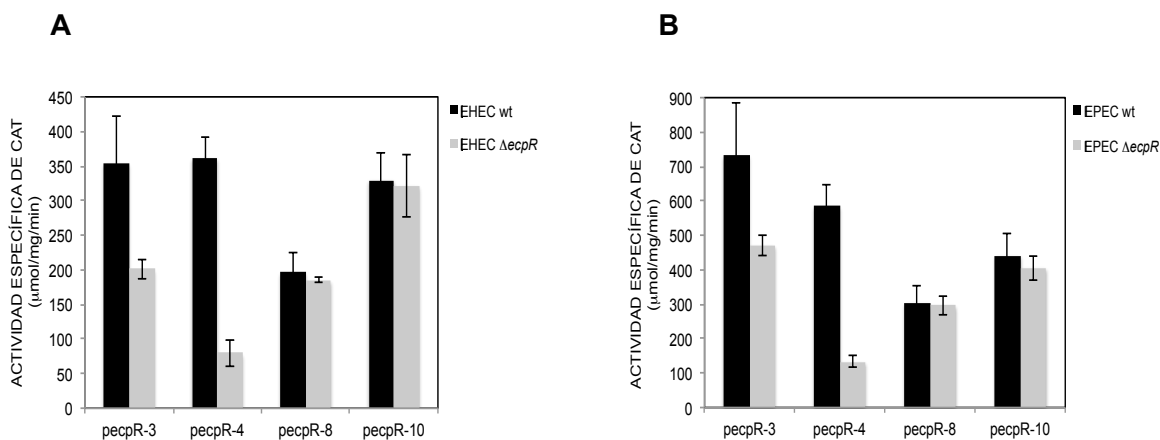 A
ACTIVIDAD ESPECÍFICA DE CAT
(μmol/mg/min)
450
400
350
300
250
200
150
100
50
0
pecpR-3 pecpR-4 pecpR-8 pecpR-10
EHEC wt
EHEC ΔecpR
B
ACTIVIDAD ESPECÍFICA DE CAT
(μmol/mg/min)
900
800
700
600
500
400
300
200
100
0
pecpR-3 pecpR-4 pecpR-8 pecpR-10
EPEC wt
EPEC ΔecpR